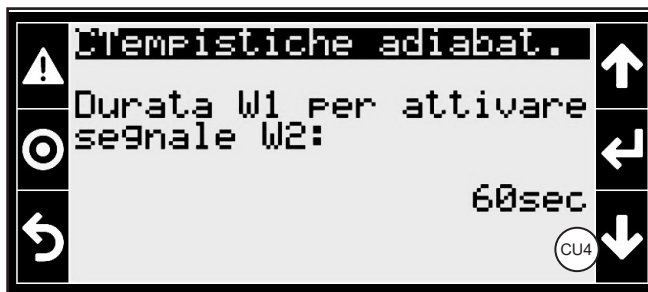 CTempistiche adiabat.
Durata W1 per attivare
segnale W2:
60sec
CU4